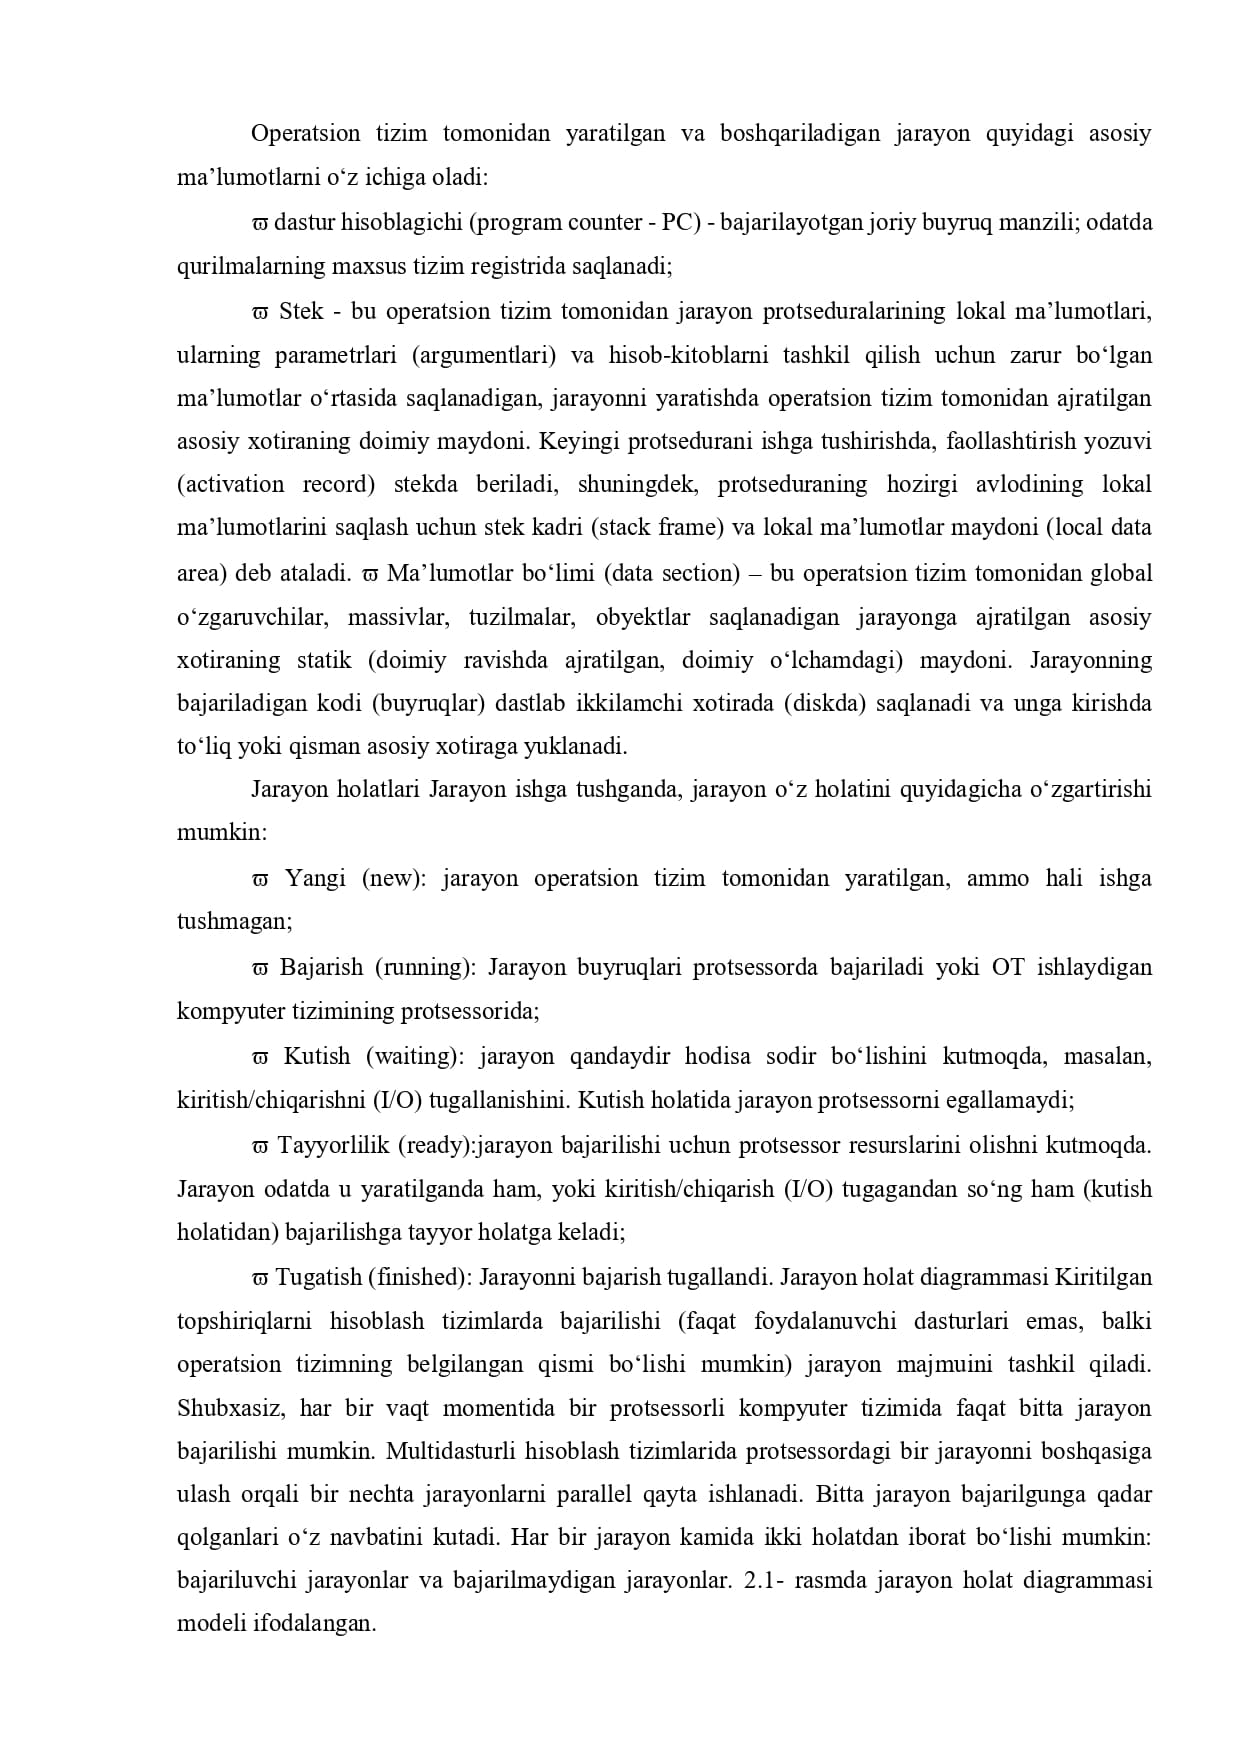 Operatsion tizim tomonidan yaratilgan va boshqariladigan jarayon quyidagi asosiy
ma’lumotlarni o‘z ichiga oladi:
ϖ dastur hisoblagichi (program counter - PC) - bajarilayotgan joriy buyruq manzili; odatda
qurilmalarning maxsus tizim registrida saqlanadi;
ϖ Stek - bu operatsion tizim tomonidan jarayon protseduralarining lokal ma’lumotlari,
ularning parametrlari (argumentlari) va hisob-kitoblarni tashkil qilish uchun zarur bo‘lgan
ma’lumotlar o‘rtasida saqlanadigan, jarayonni yaratishda operatsion tizim tomonidan ajratilgan
asosiy xotiraning doimiy maydoni. Keyingi protsedurani ishga tushirishda, faollashtirish yozuvi
(activation record) stekda beriladi, shuningdek, protseduraning hozirgi avlodining lokal
ma’lumotlarini saqlash uchun stek kadri (stack frame) va lokal ma’lumotlar maydoni (local data
area) deb ataladi. ϖ Ma’lumotlar bo‘limi (data section) – bu operatsion tizim tomonidan global
o‘zgaruvchilar, massivlar, tuzilmalar, obyektlar saqlanadigan jarayonga ajratilgan asosiy
xotiraning statik (doimiy ravishda ajratilgan, doimiy o‘lchamdagi) maydoni. Jarayonning
bajariladigan kodi (buyruqlar) dastlab ikkilamchi xotirada (diskda) saqlanadi va unga kirishda
to‘liq yoki qisman asosiy xotiraga yuklanadi.
Jarayon holatlari Jarayon ishga tushganda, jarayon o‘z holatini quyidagicha o‘zgartirishi
mumkin:
ϖ Yangi (new): jarayon operatsion tizim tomonidan yaratilgan, ammo hali ishga
tushmagan;
ϖ Bajarish (running): Jarayon buyruqlari protsessorda bajariladi yoki OT ishlaydigan
kompyuter tizimining protsessorida;
ϖ Kutish (waiting): jarayon qandaydir hodisa sodir bo‘lishini kutmoqda, masalan,
kiritish/chiqarishni (I/O) tugallanishini. Kutish holatida jarayon protsessorni egallamaydi;
ϖ Tayyorlilik (ready):jarayon bajarilishi uchun protsessor resurslarini olishni kutmoqda.
Jarayon odatda u yaratilganda ham, yoki kiritish/chiqarish (I/O) tugagandan so‘ng ham (kutish
holatidan) bajarilishga tayyor holatga keladi;
ϖ Tugatish (finished): Jarayonni bajarish tugallandi. Jarayon holat diagrammasi Kiritilgan
topshiriqlarni hisoblash tizimlarda bajarilishi (faqat foydalanuvchi dasturlari emas, balki
operatsion tizimning belgilangan qismi bo‘lishi mumkin) jarayon majmuini tashkil qiladi.
Shubxasiz, har bir vaqt momentida bir protsessorli kompyuter tizimida faqat bitta jarayon
bajarilishi mumkin. Multidasturli hisoblash tizimlarida protsessordagi bir jarayonni boshqasiga
ulash orqali bir nechta jarayonlarni parallel qayta ishlanadi. Bitta jarayon bajarilgunga qadar
qolganlari o‘z navbatini kutadi. Har bir jarayon kamida ikki holatdan iborat bo‘lishi mumkin:
bajariluvchi jarayonlar va bajarilmaydigan jarayonlar. 2.1- rasmda jarayon holat diagrammasi
modeli ifodalangan.